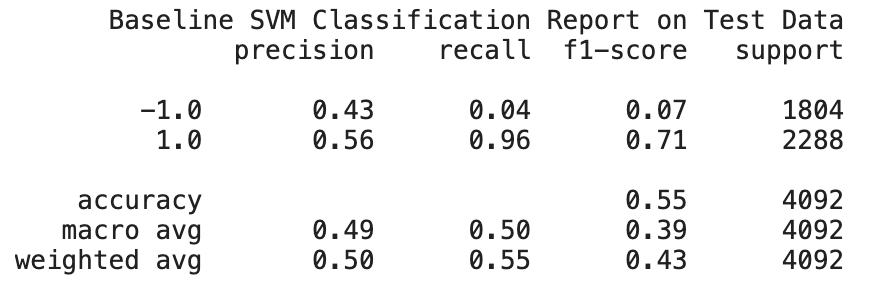 Baseline SVM Classification Report on Test Data
precision recall f1-score support
-1.0 0.43 0.04 0.07 1804
1.0 0.56 0.96 0.71 2288
accuracy 0.55 4092
macro avg 0.49 0.50 0.39 4092
weighted avg 0.50 0.55 0.43 4092